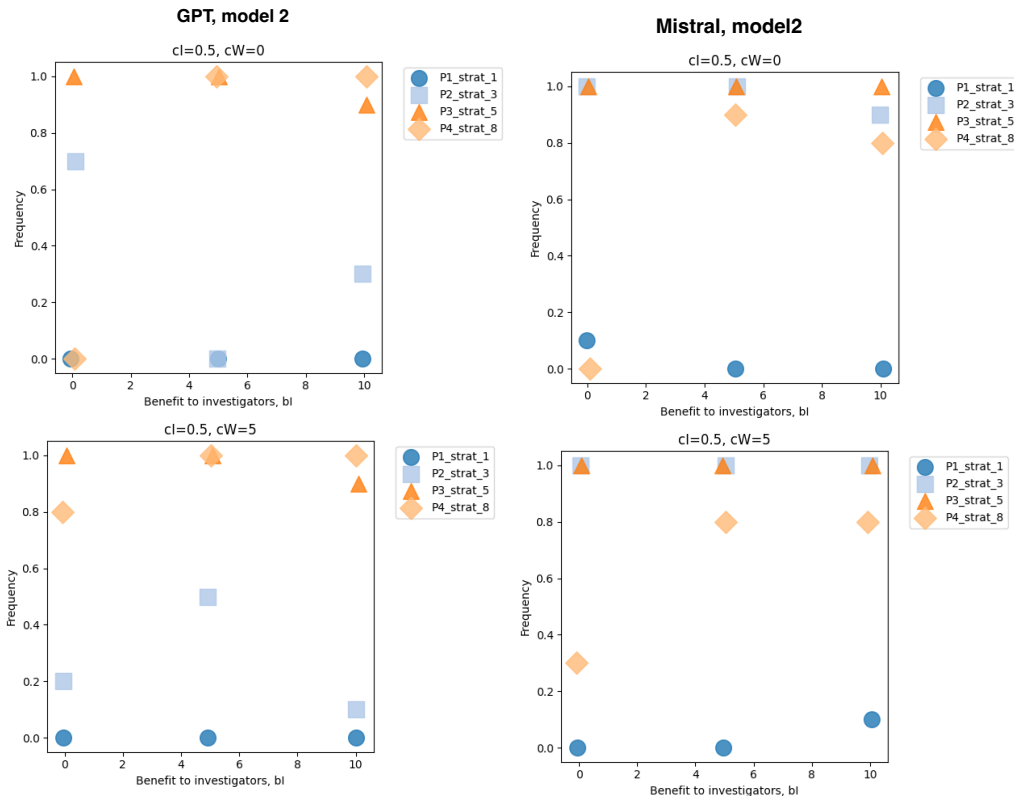 GPT, model 2
cI=0.5, cW=0
1.0
0.8
0.6
0.4
0.2
0.0
Frequency
0 2 4 6 8 10
Benefit to investigators, bI
P1_strat_1
P2_strat_3
P3_strat_5
P4_strat_8
Mistral, model2
cI=0.5, cW=0
1.0
0.8
0.6
0.4
0.2
0.0
Frequency
0 2 4 6 8 10
Benefit to investigators, bI
P1_strat_1
P2_strat_3
P3_strat_5
P4_strat_8
cI=0.5, cW=5
1.0
0.8
0.6
0.4
0.2
0.0
Frequency
0 2 4 6 8 10
Benefit to investigators, bI
P1_strat_1
P2_strat_3
P3_strat_5
P4_strat_8
cI=0.5, cW=5
1.0
0.8
0.6
0.4
0.2
0.0
Frequency
0 2 4 6 8 10
Benefit to investigators, bI
P1_strat_1
P2_strat_3
P3_strat_5
P4_strat_8